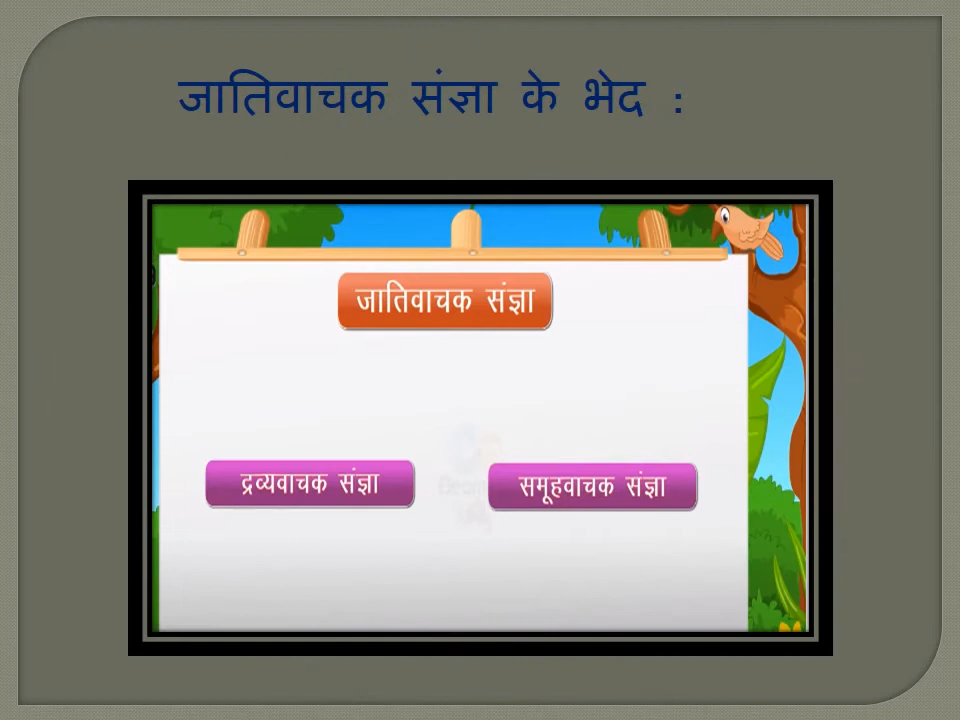 जातिवाचक संज्ञा के भेद :
जातिवाचक संज्ञा
द्रव्यवाचक संज्ञा
समूहवाचक संज्ञा